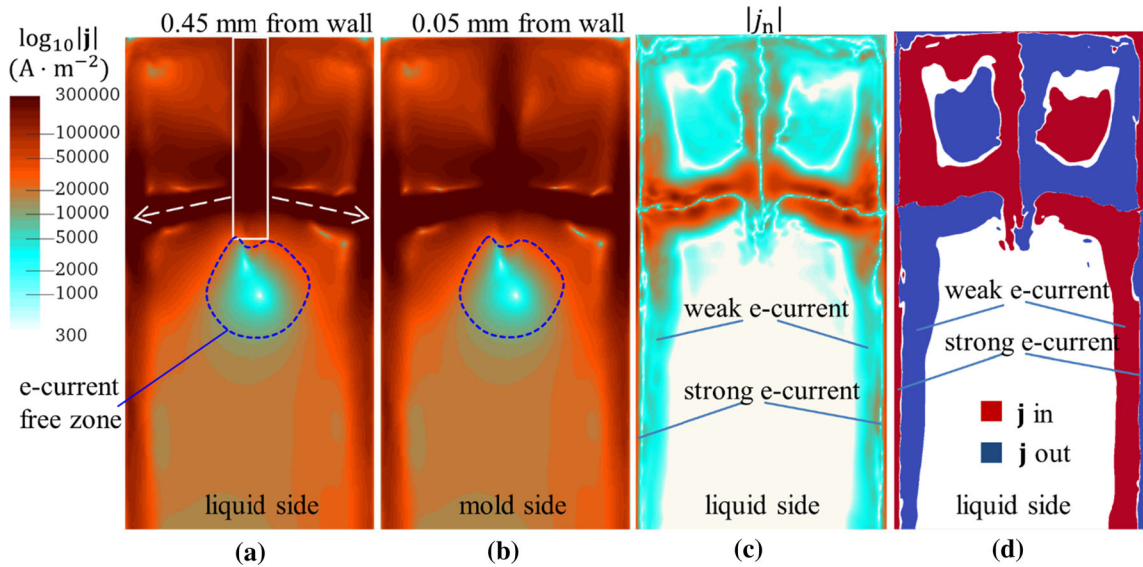 0.45 mm from wall
0.05 mm from wall
|jn|
log10|j|
(A · m−2)
300000
100000
50000
20000
10000
5000
2000
1000
300
e-current
free zone
liquid side
mold side
weak e-current
strong e-current
liquid side
weak e-current
strong e-current
j in
j out
liquid side
(a)
(b)
(c)
(d)